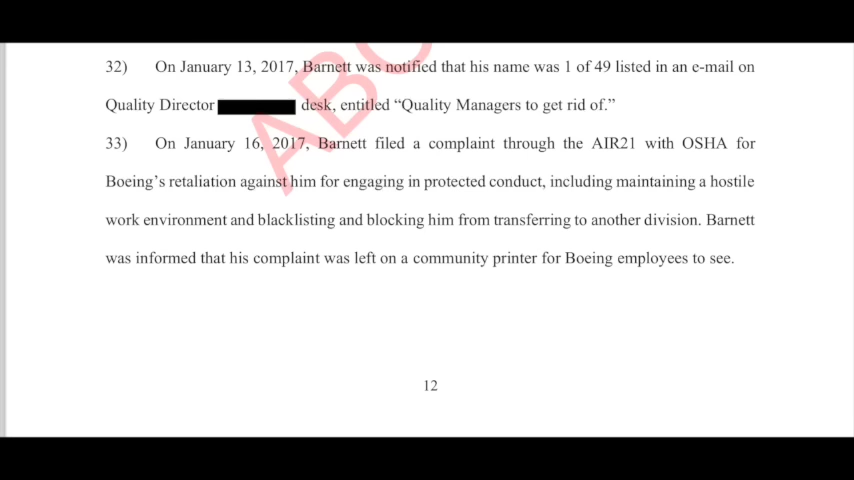 ABC
32) On January 13, 2017, Barnett was notified that his name was 1 of 49 listed in an e-mail on
Quality Director desk, entitled “Quality Managers to get rid of.”
33) On January 16, 2017, Barnett filed a complaint through the AIR21 with OSHA for
Boeing’s retaliation against him for engaging in protected conduct, including maintaining a hostile
work environment and blacklisting and blocking him from transferring to another division. Barnett
was informed that his complaint was left on a community printer for Boeing employees to see.
12